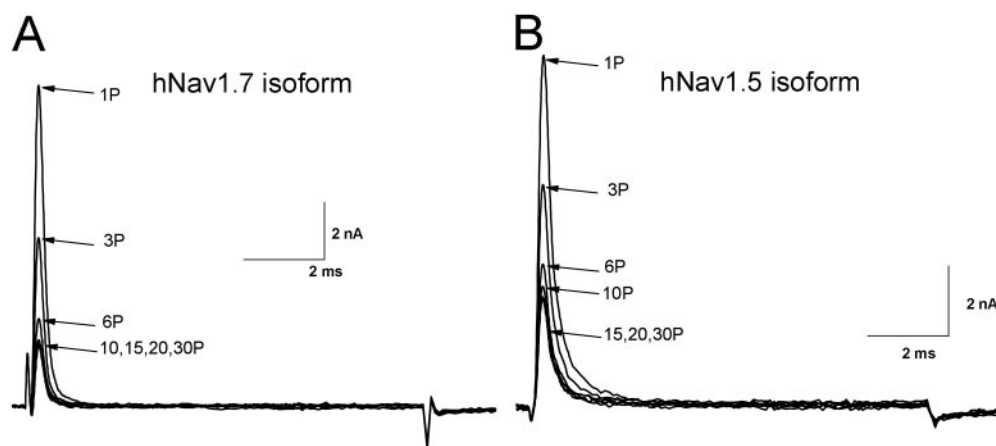 A
hNav1.7 isoform
1P
3P
6P
10,15,20,30P
2 nA
2 ms
B
hNav1.5 isoform
1P
3P
6P
10P
15,20,30P
2 nA
2 ms